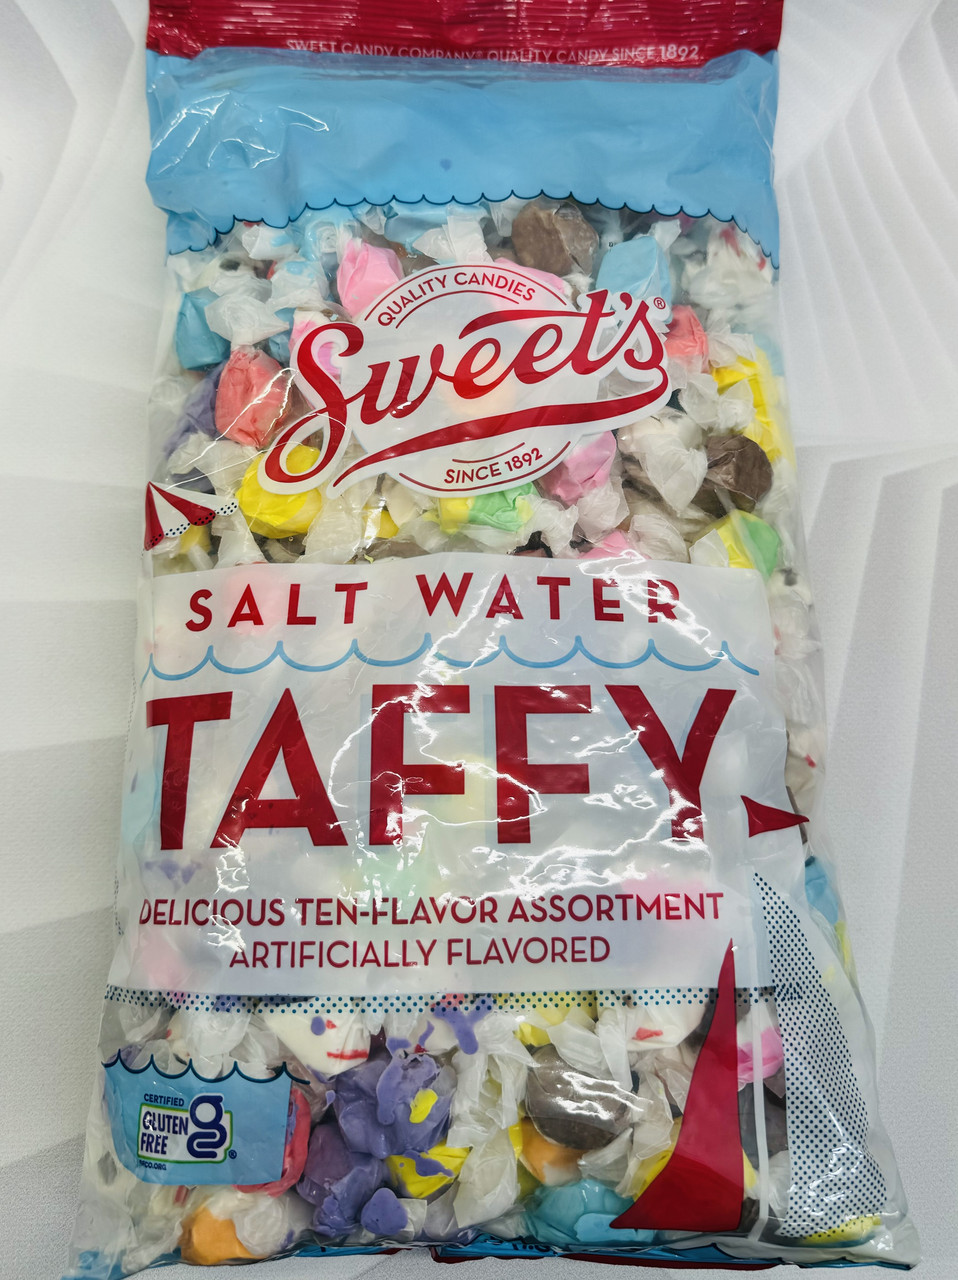 SWEET CANDY COMPANY® QUALITY CANDY SINCE 1892
QUALITY CANDIES
Sweet's®
SINCE 1892
SALT WATER
TAFFY
DELICIOUS TEN-FLAVOR ASSORTMENT
ARTIFICIALLY FLAVORED
CERTIFIED
GLUTEN
FREE
g
®